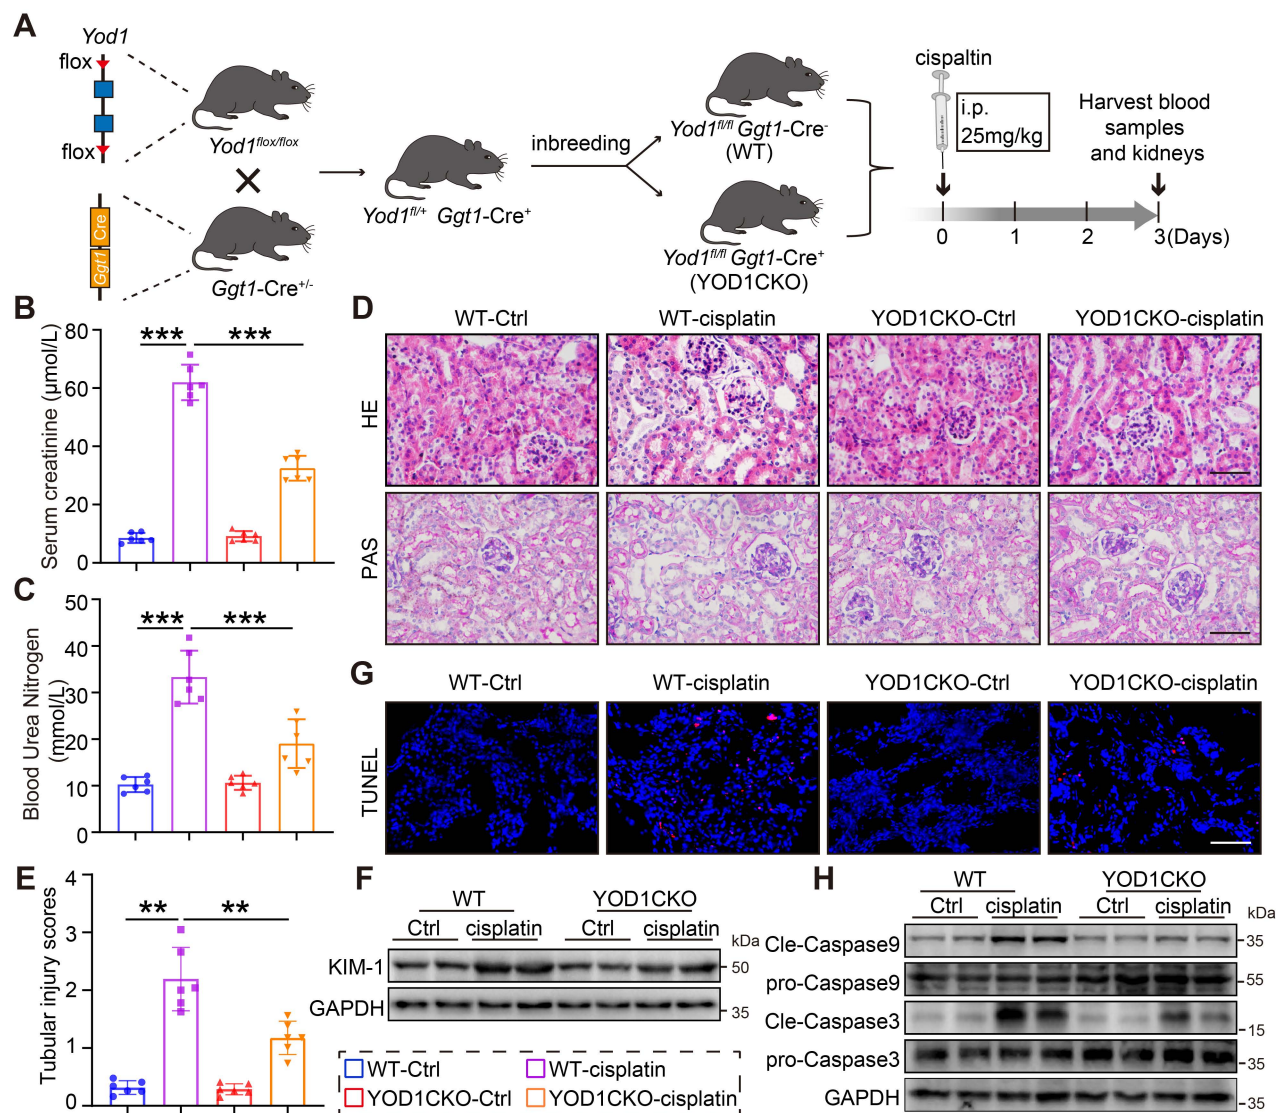 A
Yod1
flox
flox
Yod1flox/flox
Cre
Ggt1
Ggt1-Cre+/-
Yod1fl/+ Ggt1-Cre+
inbreeding
Yod1fl/fl Ggt1-Cre-
(WT)
Yod1fl/fl Ggt1-Cre+
(YOD1CKO)
cispaltin
i.p.
25mg/kg
Harvest blood
samples
and kidneys
0 1 2 3(Days)
B
Serum creatinine (μmol/L)
80
60
40
20
0
*** ***
C
Blood Urea Nitrogen
(mmol/L)
50
40
30
20
10
0
*** ***
D
WT-Ctrl WT-cisplatin YOD1CKO-Ctrl YOD1CKO-cisplatin
HE
PAS
G
WT-Ctrl WT-cisplatin YOD1CKO-Ctrl YOD1CKO-cisplatin
TUNEL
E
Tubular injury scores
4
3
2
1
0
** **
F
WT YOD1CKO
Ctrl cisplatin Ctrl cisplatin
kDa
KIM-1 50
GAPDH 35
WT-Ctrl WT-cisplatin
YOD1CKO-Ctrl YOD1CKO-cisplatin
H
WT YOD1CKO
Ctrl cisplatin Ctrl cisplatin
kDa
Cle-Caspase9 35
pro-Caspase9 55
Cle-Caspase3 15
pro-Caspase3 35
GAPDH 35